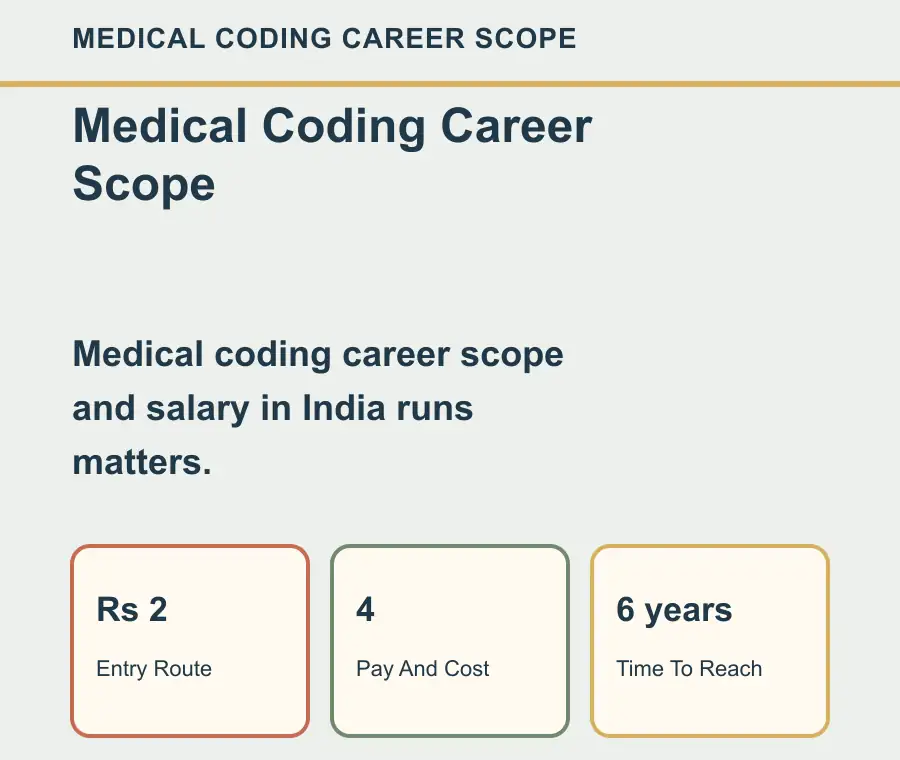 MEDICAL CODING CAREER SCOPE
Medical Coding Career
Scope
Medical coding career scope
and salary in India runs
matters.
Rs 2
Entry Route
4
Pay And Cost
6 years
Time To Reach